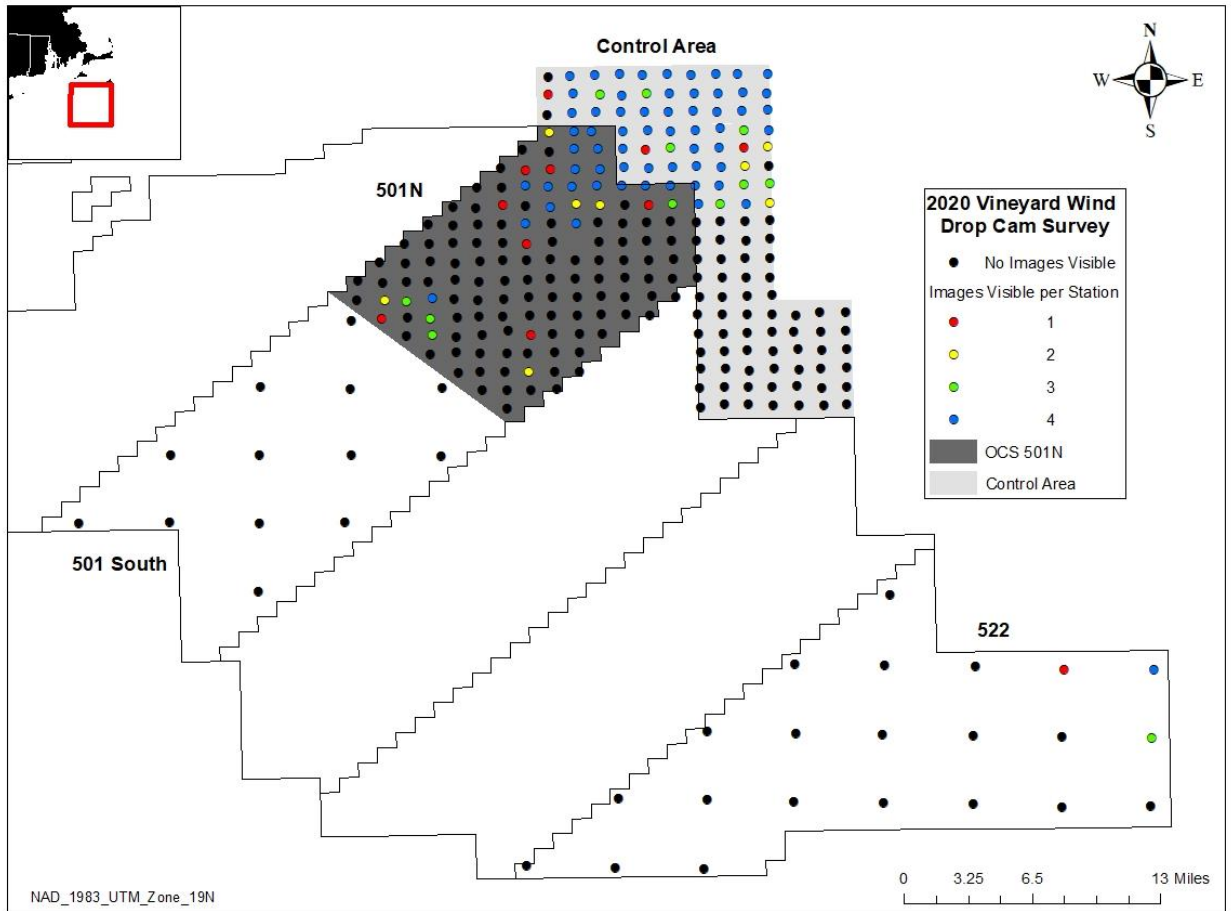 Control Area
N
W E
S
501N
2020 Vineyard Wind
Drop Cam Survey
No Images Visible
Images Visible per Station
1
2
3
4
OCS 501N
Control Area
501 South
522
NAD_1983_UTM_Zone_19N
0 3.25 6.5 13 Miles